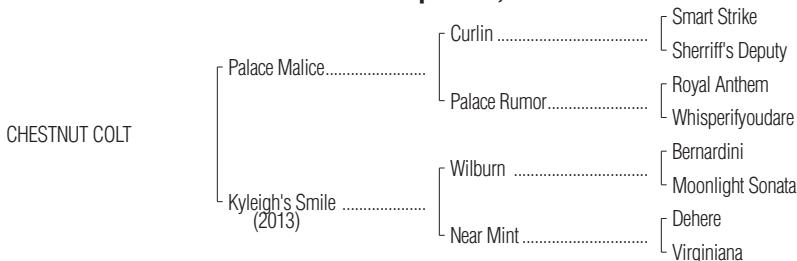 Smart Strike
Curlin ..........................................
Sherriff's Deputy
Palace Malice...........................
Royal Anthem
Palace Rumor............................
Whisperifyoudare
CHESTNUT COLT
Bernardini
Wilburn .....................................
Moonlight Sonata
Kyleigh's Smile ......................
(2013)
Dehere
Near Mint ..................................
Virginiana